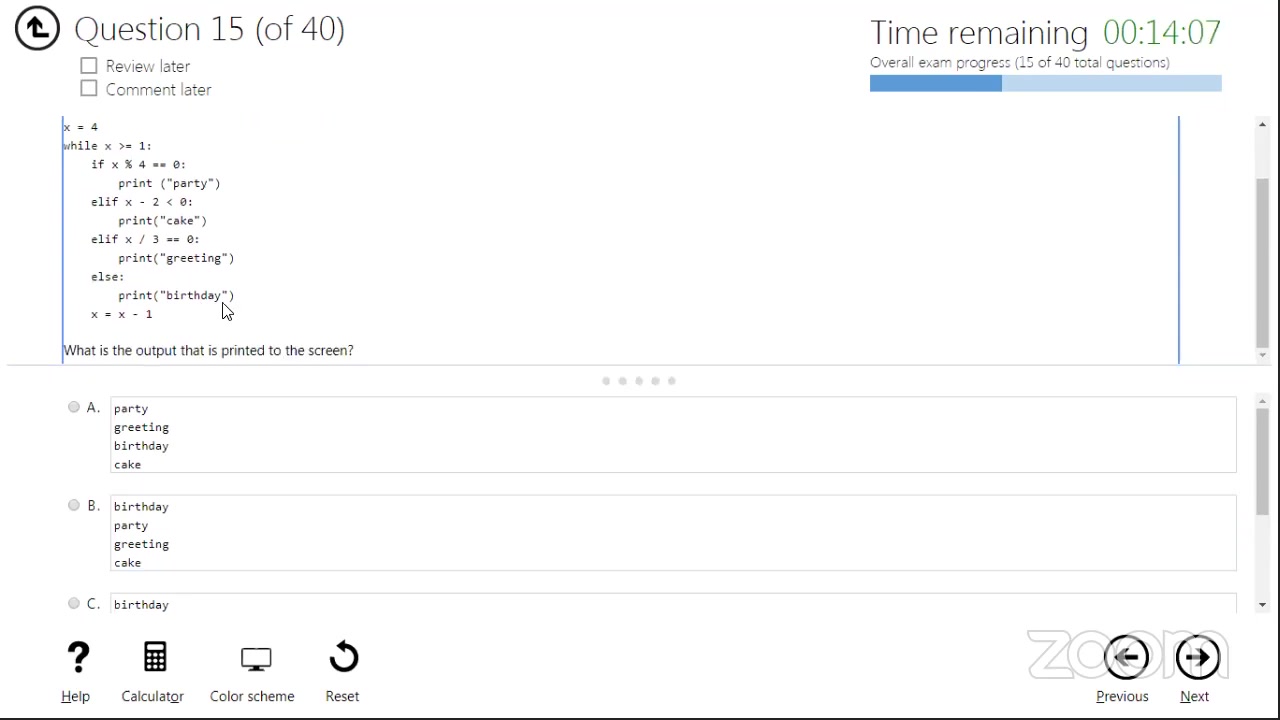 Question 15 (of 40)
Time remaining 00:14:07
Review later
Overall exam progress (15 of 40 total questions)
Comment later
x = 4
while x >= 1:
    if x % 4 == 0:
        print ("party")
    elif x - 2 < 0:
        print("cake")
    elif x / 3 == 0:
        print("greeting")
    else:
        print("birthday")
    x = x - 1
What is the output that is printed to the screen?
A. party
greeting
birthday
cake
B. birthday
party
greeting
cake
C. birthday
zoom
? Help
Calculator
Color scheme
Reset
Previous
Next